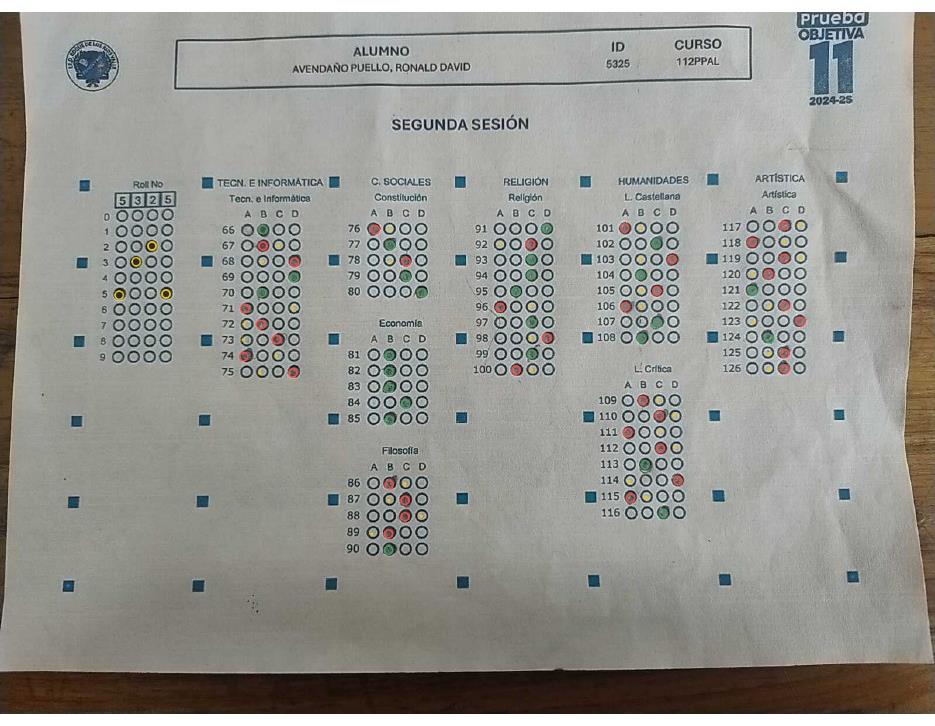 Prueba
OBJETIVA
11
2024-25
ALUMNO ID CURSO
AVENDAÑO PUELLO, RONALD DAVID 5325 112PPAL
SEGUNDA SESIÓN
Roll No
5 3 2 5
0
1
2
3
4
5
6
7
8
9
TECN. E INFORMÁTICA
Tecn. e Informática
A B C D
66
67
68
69
70
71
72
73
74
75
C. SOCIALES
Constitución
A B C D
76
77
78
79
80
Economía
A B C D
81
82
83
84
85
Filosofía
A B C D
86
87
88
89
90
RELIGIÓN
Religión
A B C D
91
92
93
94
95
96
97
98
99
100
HUMANIDADES
L. Castellana
A B C D
101
102
103
104
105
106
107
108
L. Crítica
A B C D
109
110
111
112
113
114
115
116
ARTÍSTICA
Artística
A B C D
117
118
119
120
121
122
123
124
125
126